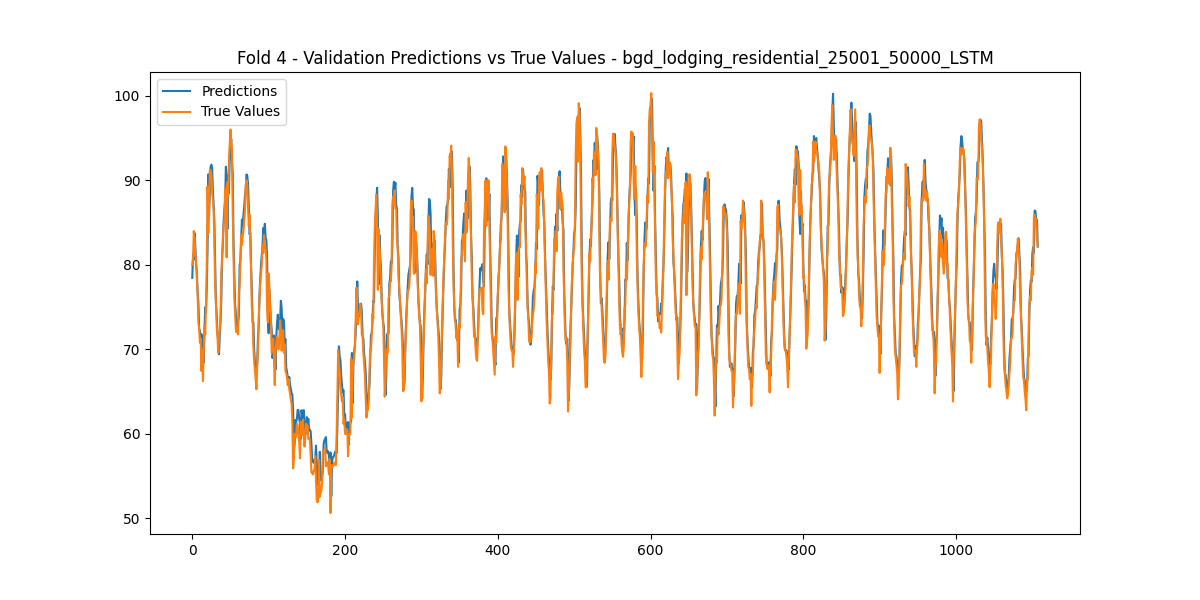 Fold 4 - Validation Predictions vs True Values - bgd_lodging_residential_25001_50000_LSTM
Predictions
True Values
100
90
80
70
60
50
0 200 400 600 800 1000